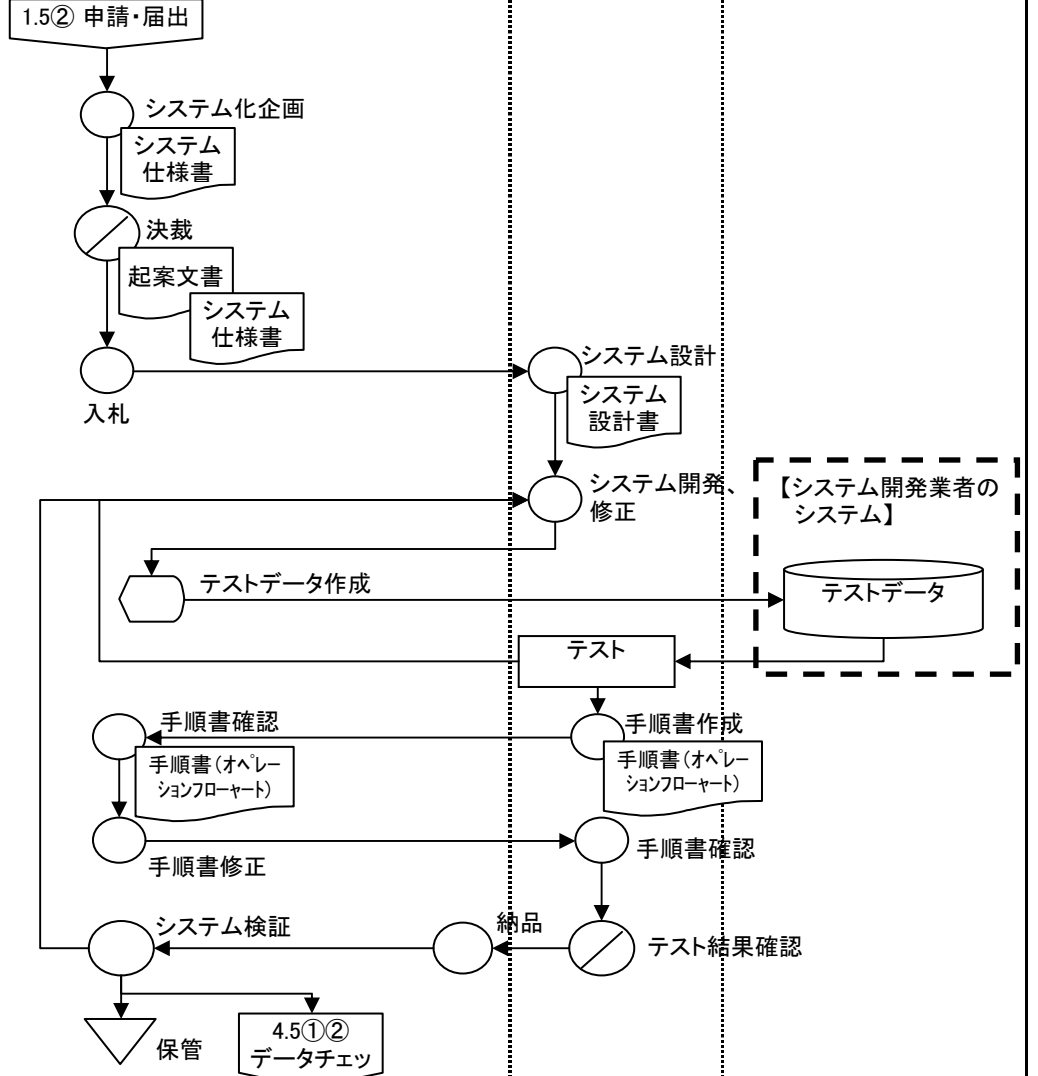 1.5② 申請・届出
システム化企画
システム
仕様書
決裁
起案文書
システム
仕様書
入札
システム設計
システム
設計書
システム開発、
修正
【システム開発業者の
システム】
テストデータ作成
テストデータ
テスト
手順書確認
手順書作成
手順書（オペレー
ションフローャート）
手順書（オペレー
ションフローャート）
手順書修正
手順書確認
システム検証
納品
テスト結果確認
保管
4.5①②
データチェッ